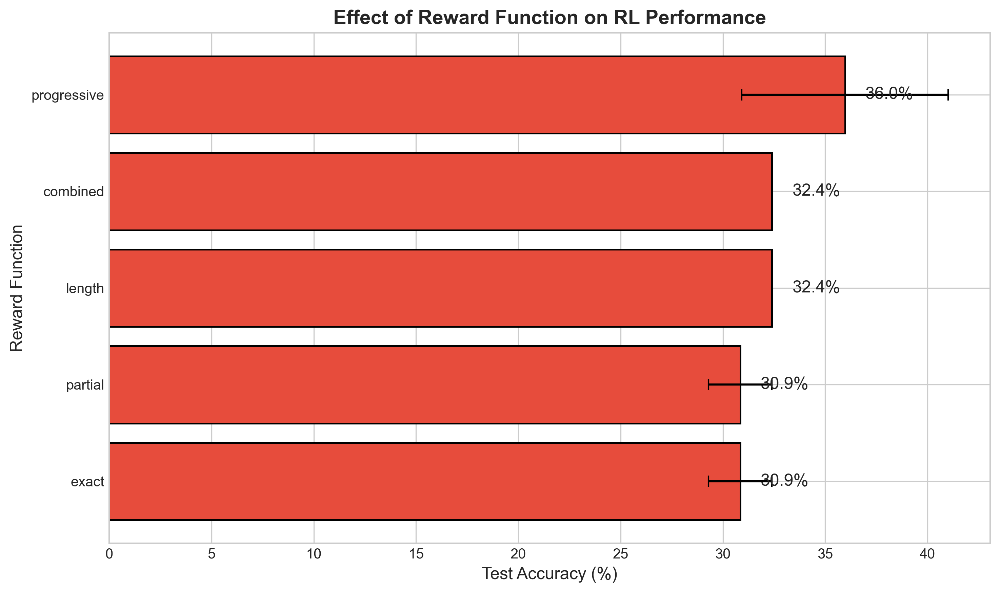 Effect of Reward Function on RL Performance
progressive
36.0%
combined
32.4%
length
32.4%
partial
30.9%
exact
30.9%
Reward Function
0 5 10 15 20 25 30 35 40
Test Accuracy (%)